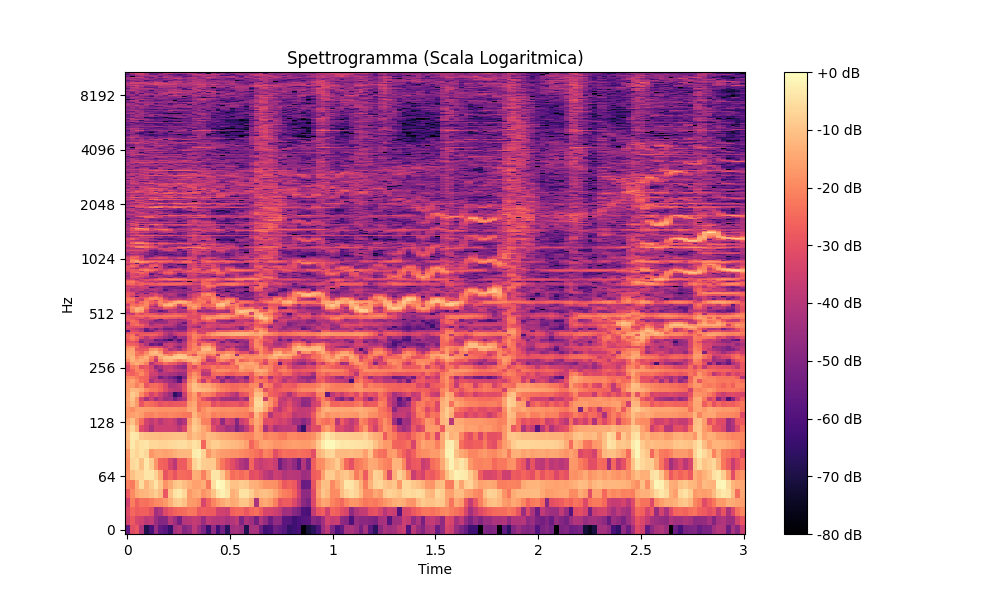 Spettrogramma (Scala Logaritmica)
Hz
8192
4096
2048
1024
512
256
128
64
0
0
0.5
1
1.5
2
2.5
3
Time
+0 dB
-10 dB
-20 dB
-30 dB
-40 dB
-50 dB
-60 dB
-70 dB
-80 dB